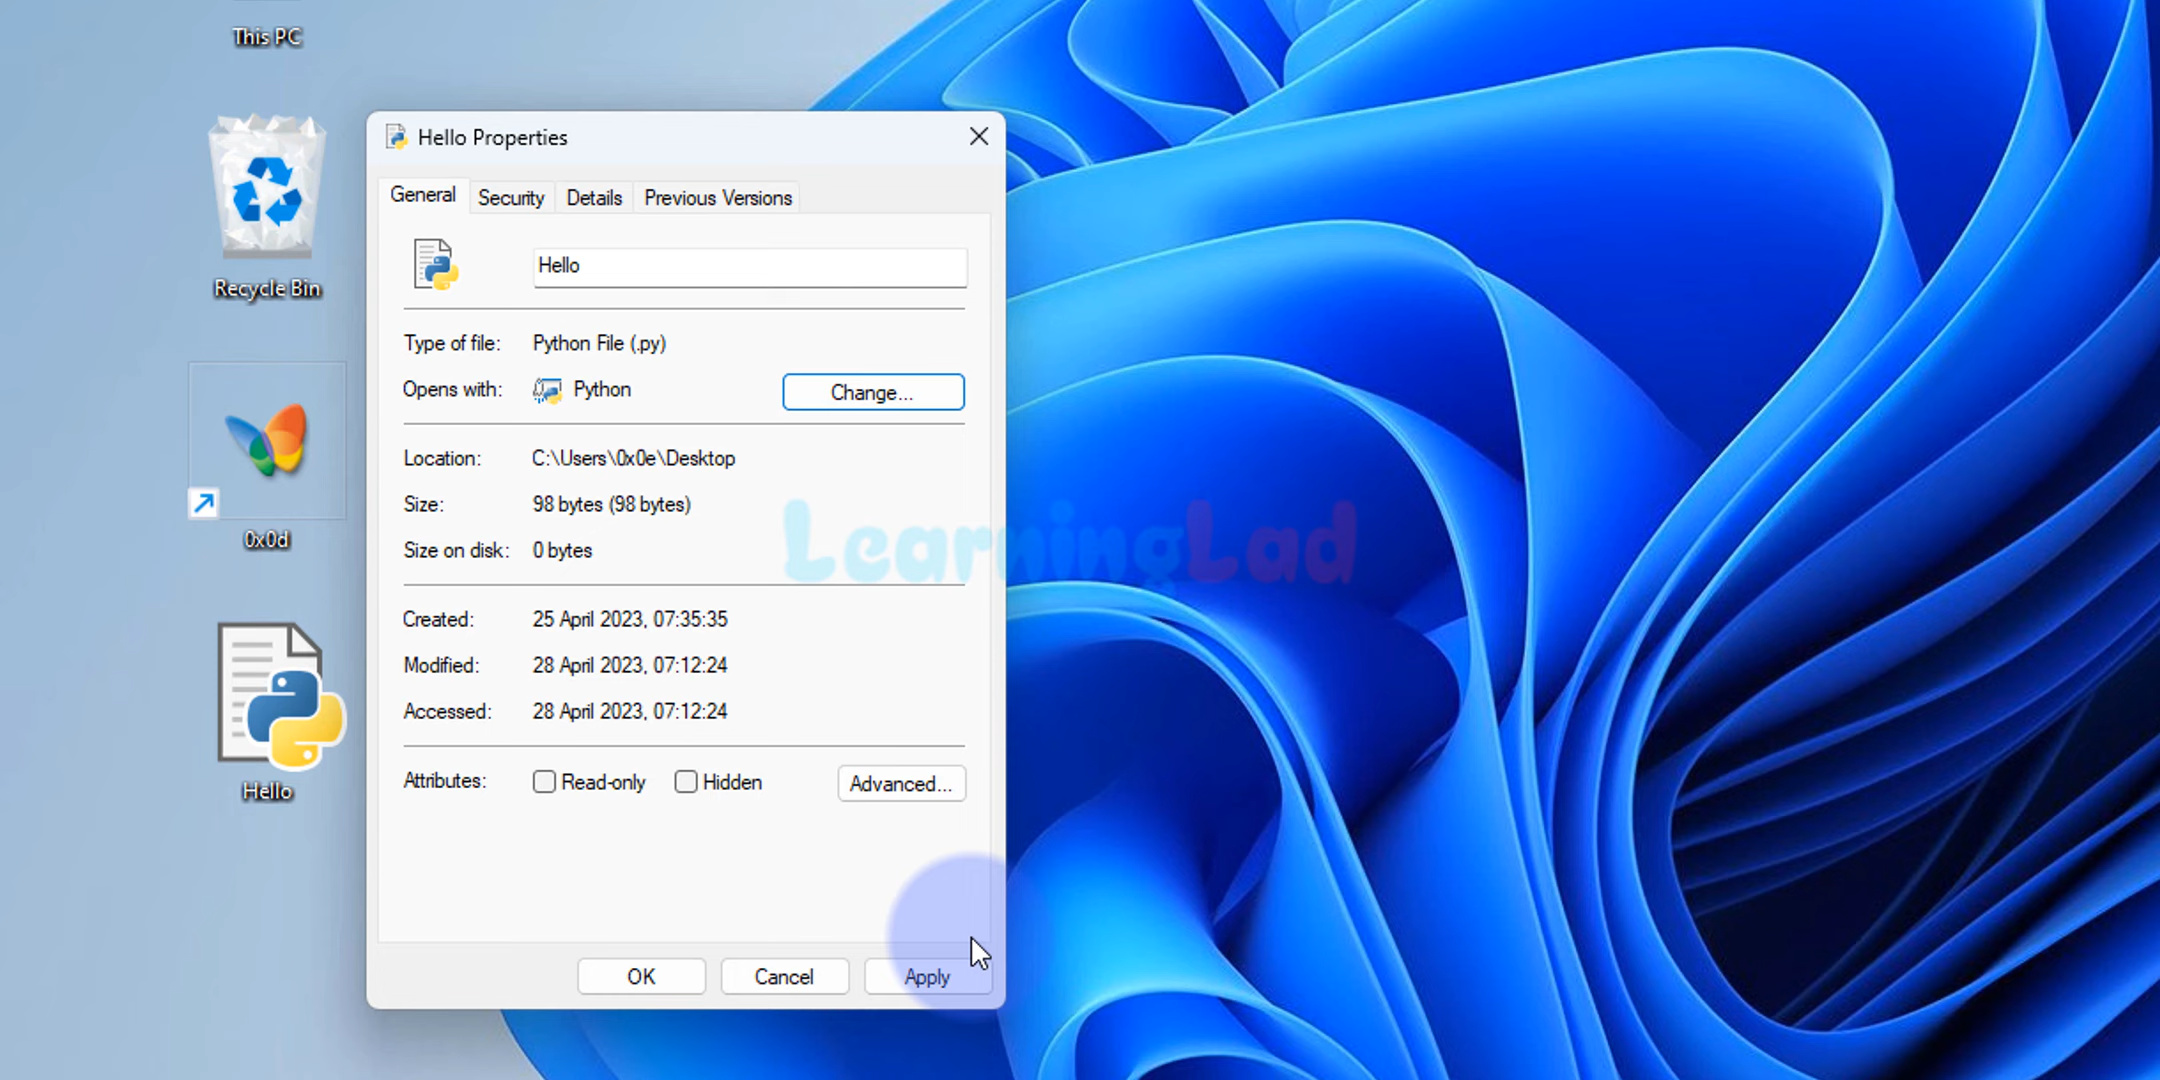 This PC
Recycle Bin
0x0d
Hello
Hello Properties
General Security Details Previous Versions
Hello
Type of file: Python File (.py)
Opens with: Python Change...
Location: C:\Users\0x0e\Desktop
Size: 98 bytes (98 bytes)
Size on disk: 0 bytes
Created: 25 April 2023, 07:35:35
Modified: 28 April 2023, 07:12:24
Accessed: 28 April 2023, 07:12:24
Attributes: Read-only Hidden Advanced...
OK Cancel Apply
LearningLad